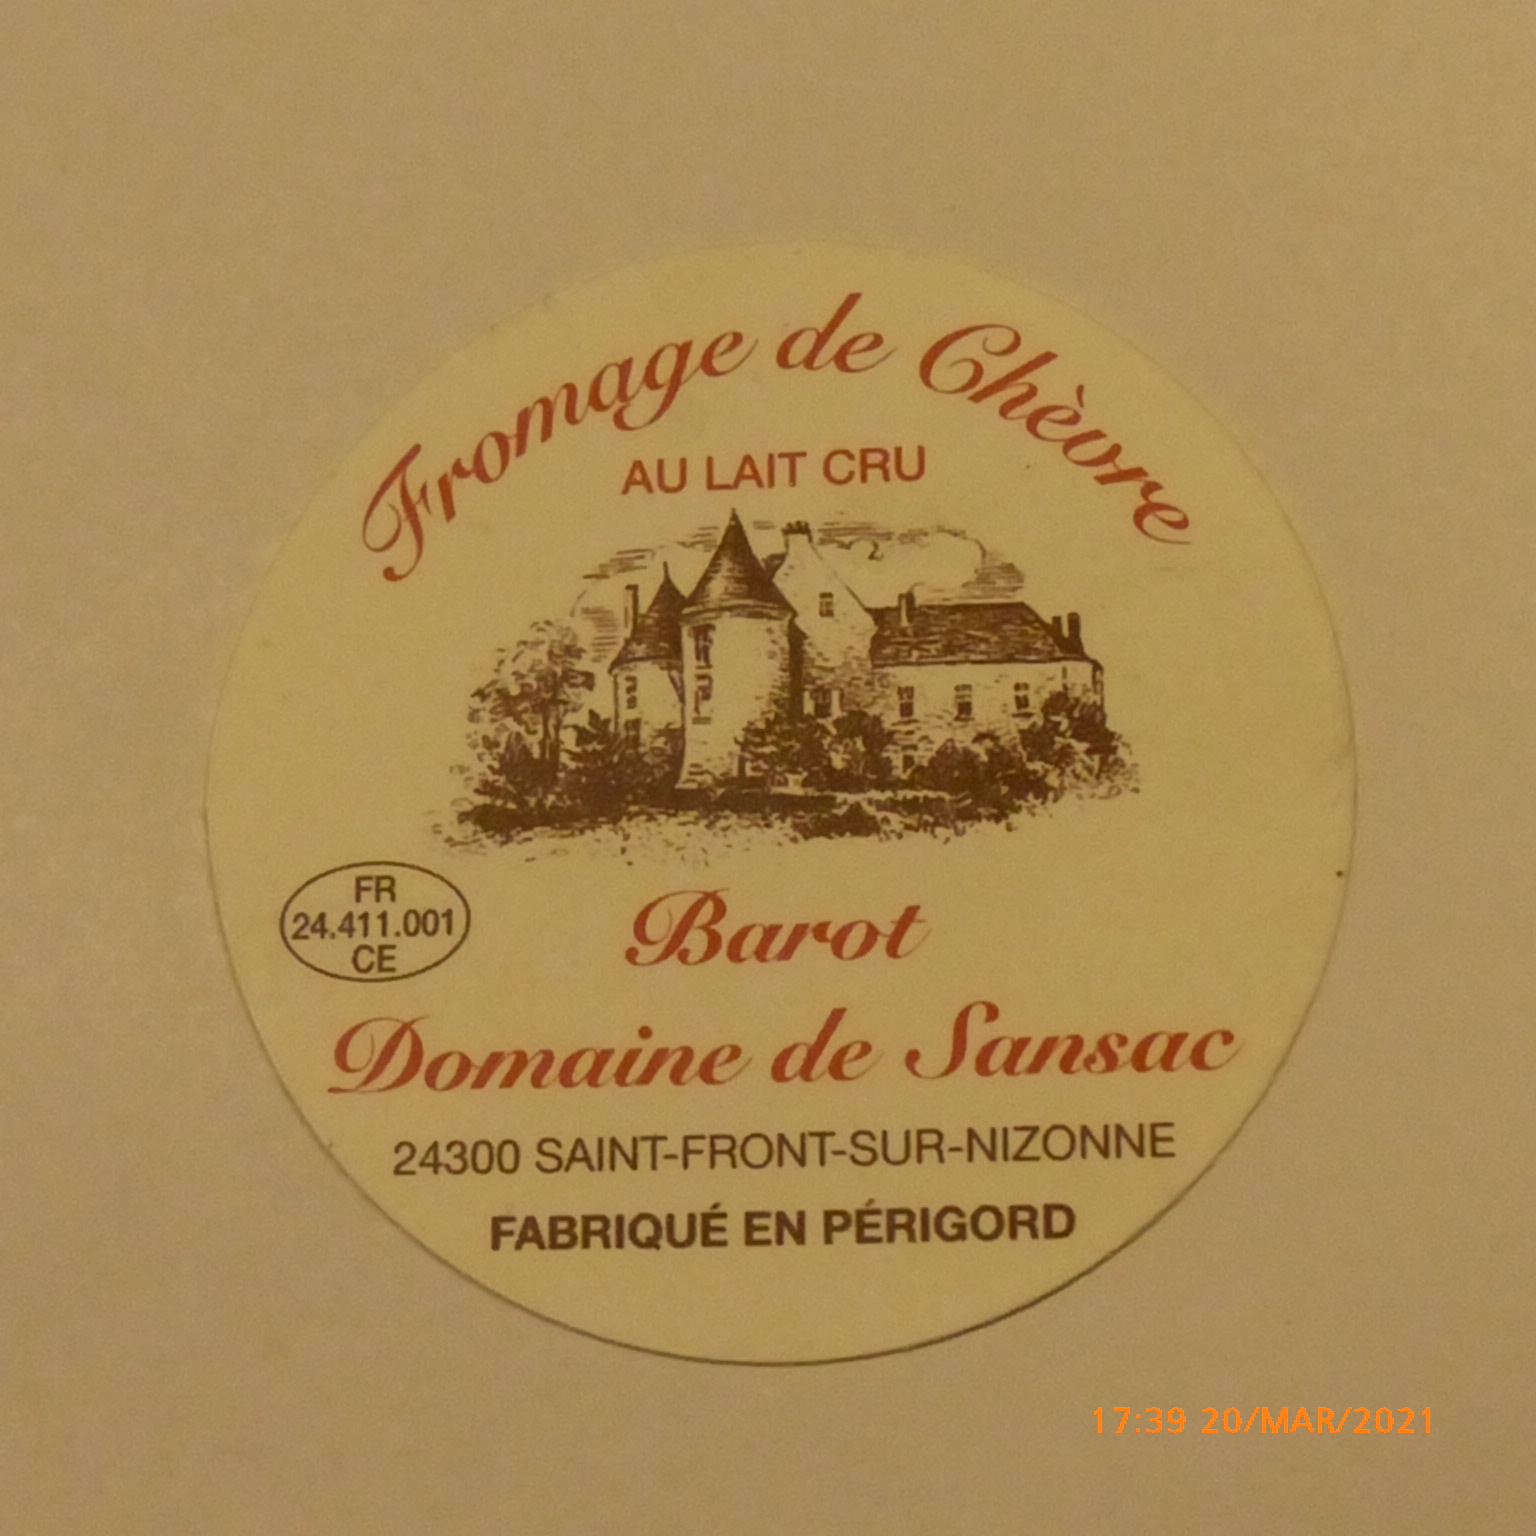 Fromage de Chèvre
AU LAIT CRU
FR
24.411.001
CE
Barot
Domaine de Sansac
24300 SAINT-FRONT-SUR-NIZONNE
FABRIQUÉ EN PÉRIGORD
17:39 20/MAR/2021